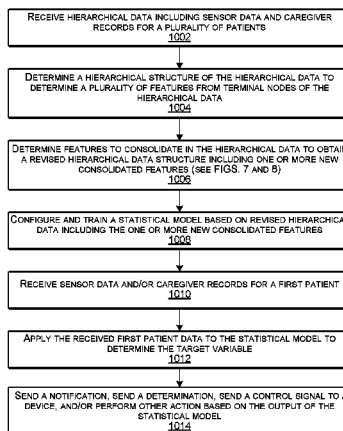 RECEIVE HIERARCHICAL DATA INCLUDING SENSOR DATA AND CAREGIVER
RECORDS FOR A PLURALITY OF PATIENTS
1002
DETERMINE A HIERARCHICAL STRUCTURE OF THE HIERARCHICAL DATA TO
DETERMINE A PLURALITY OF FEATURES FROM TERMINAL NODES OF THE
HIERARCHICAL DATA
1004
DETERMINE FEATURES TO CONSOLIDATE IN THE HIERARCHICAL DATA TO OBTAIN
A REVISED HIERARCHICAL DATA STRUCTURE INCLUDING ONE OR MORE NEW
CONSOLIDATED FEATURES (SEE FIGS. 7 AND 8)
1006
CONFIGURE AND TRAIN A STATISTICAL MODEL BASED ON REVISED HIERARCHICA
DATA INCLUDING THE ONE OR MORE NEW CONSOLIDATED FEATURES
1008
RECEIVE SENSOR DATA AND/OR CAREGIVER RECORDS FOR A FIRST PATIENT
1010
APPLY THE RECEIVED FIRST PATIENT DATA TO THE STATISTICAL MODEL TO
DETERMINE THE TARGET VARIABLE
1012
SEND A NOTIFICATION, SEND A DETERMINATION, SEND A CONTROL SIGNAL TO A
DEVICE, AND/OR PERFORM OTHER ACTION BASED ON THE OUTPUT OF THE
STATISTICAL MODEL
1014